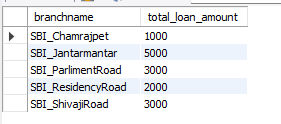 branchname total_loan_amount
SBI_Chamrajpet 1000
SBI_Jantarmantar 5000
SBI_ParlimentRoad 3000
SBI_ResidencyRoad 2000
SBI_ShivajiRoad 3000